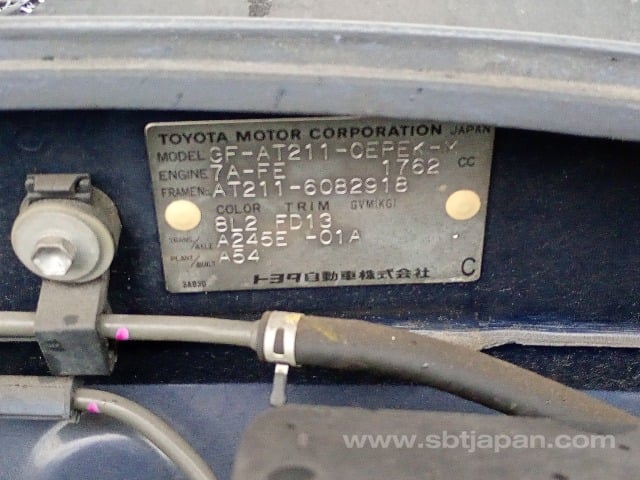 TOYOTA MOTOR CORPORATION JAPAN
MODEL GF-AT211-CEPEK-X
ENGINE 7A-FE 1762 CC
FRAME No. AT211-6082918
COLOR TRIM GVM(KG)
8L2 FD13
TRANS/AXLE A245E -01A
PLANT/BUILT A54
トヨタ自動車株式会社 C
www.sbtjapan.com